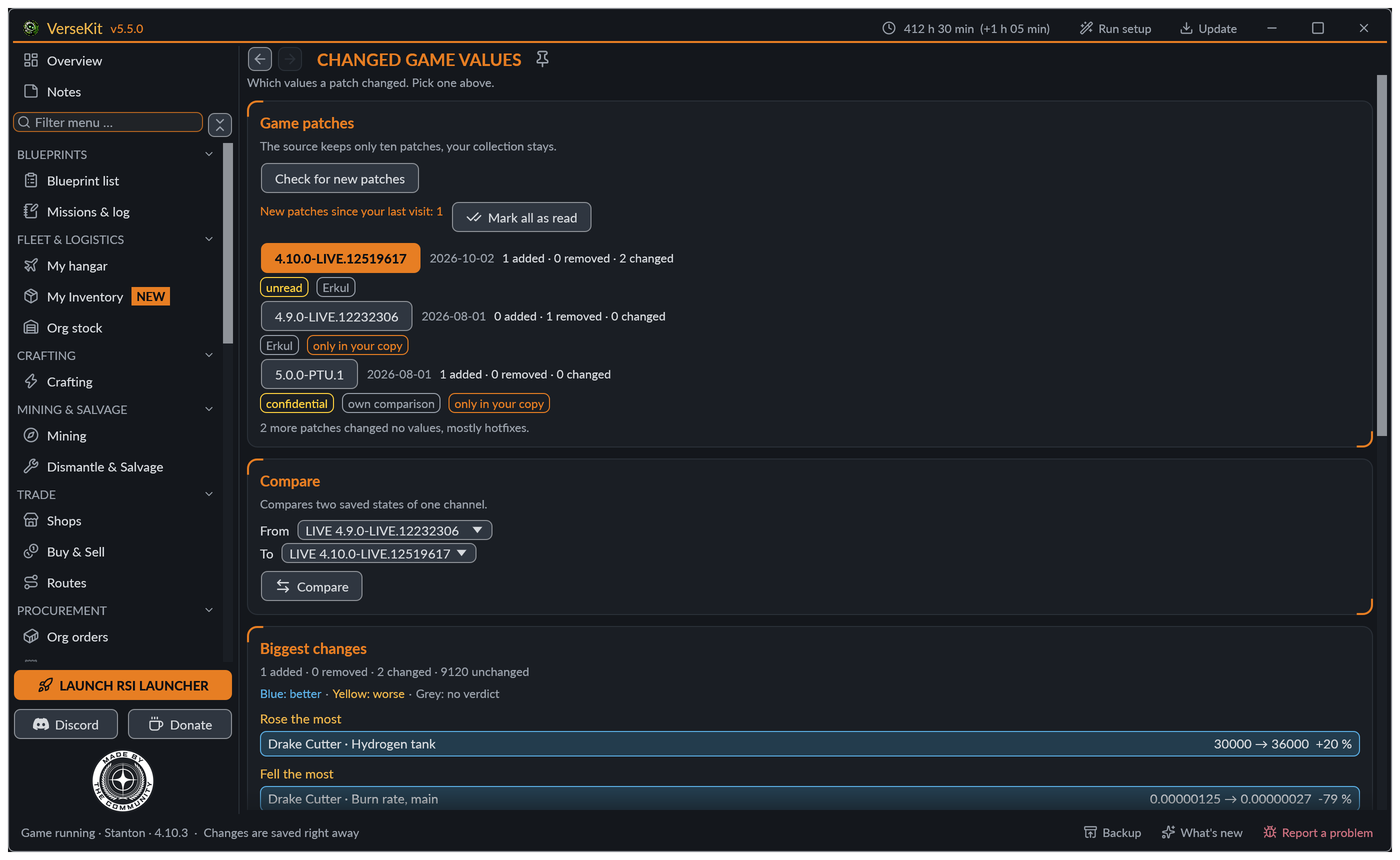 VerseKit v5.5.0
412 h 30 min (+1 h 05 min)
Run setup
Update
Overview
Notes
Filter menu ...
BLUEPRINTS
Blueprint list
Missions & log
FLEET & LOGISTICS
My hangar
My Inventory NEW
Org stock
CRAFTING
Crafting
MINING & SALVAGE
Mining
Dismantle & Salvage
TRADE
Shops
Buy & Sell
Routes
PROCUREMENT
Org orders
LAUNCH RSI LAUNCHER
Discord
Donate
MADE BY
THE COMMUNITY
CHANGED GAME VALUES
Which values a patch changed. Pick one above.
Game patches
The source keeps only ten patches, your collection stays.
Check for new patches
New patches since your last visit: 1
Mark all as read
4.10.0-LIVE.12519617 2026-10-02 1 added · 0 removed · 2 changed
unread Erkul
4.9.0-LIVE.12232306 2026-08-01 0 added · 1 removed · 0 changed
Erkul only in your copy
5.0.0-PTU.1 2026-08-01 1 added · 0 removed · 0 changed
confidential own comparison only in your copy
2 more patches changed no values, mostly hotfixes.
Compare
Compares two saved states of one channel.
From LIVE 4.9.0-LIVE.12232306
To LIVE 4.10.0-LIVE.12519617
Compare
Biggest changes
1 added · 0 removed · 2 changed · 9120 unchanged
Blue: better · Yellow: worse · Grey: no verdict
Rose the most
Drake Cutter · Hydrogen tank 30000 → 36000 +20 %
Fell the most
Drake Cutter · Burn rate, main 0.00000125 → 0.00000027 -79 %
Game running · Stanton · 4.10.3 · Changes are saved right away
Backup
What's new
Report a problem